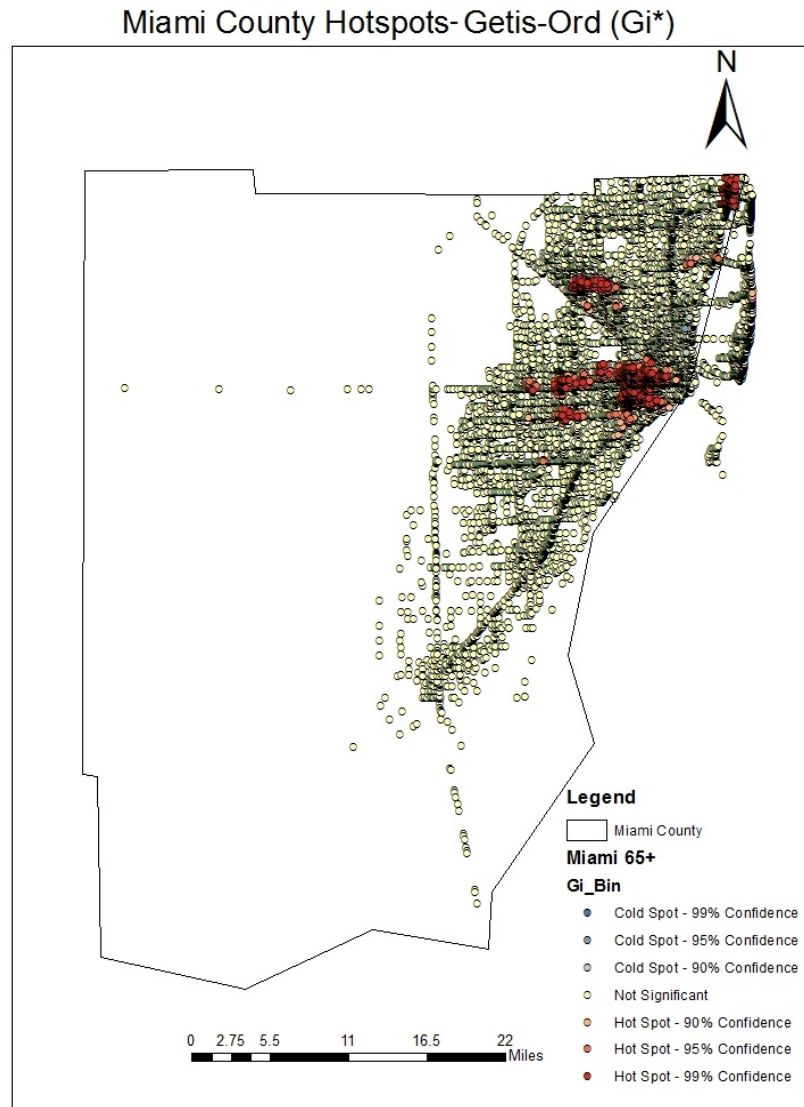 Miami County Hotspots- Getis-Ord (Gi*)
N
Legend
Miami County
Miami 65+
Gi_Bin
Cold Spot - 99% Confidence
Cold Spot - 95% Confidence
Cold Spot - 90% Confidence
Not Significant
Hot Spot - 90% Confidence
Hot Spot - 95% Confidence
Hot Spot - 99% Confidence
0 2.75 5.5 11 16.5 22
Miles